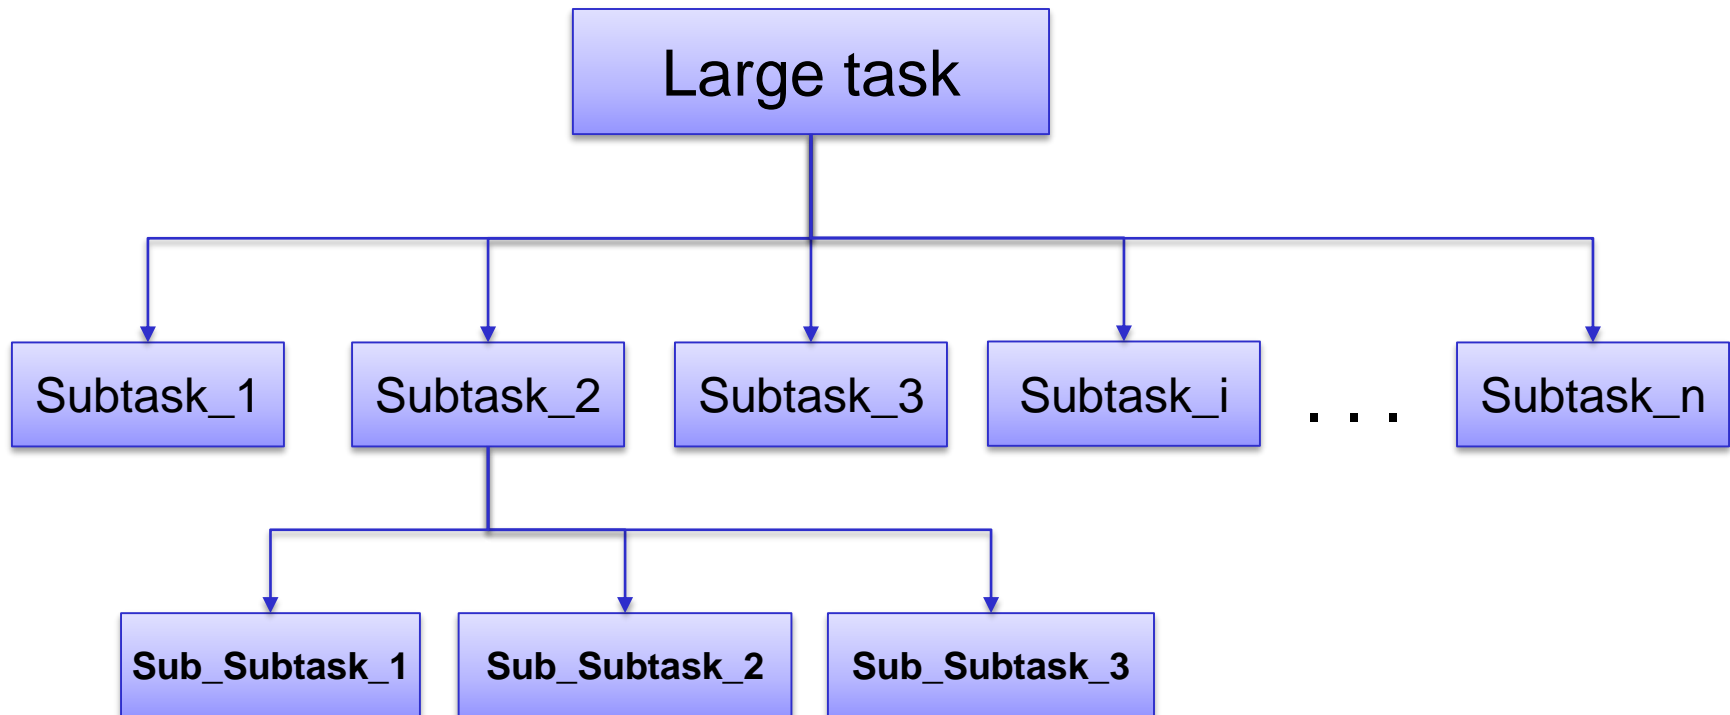 Large task
Subtask_1
Subtask_2
Subtask_3
Subtask_i
. . .
Subtask_n
Sub_Subtask_1
Sub_Subtask_2
Sub_Subtask_3